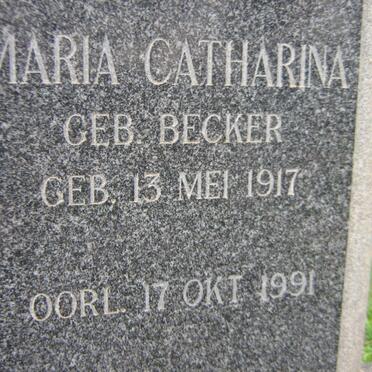 MARIA CATHARINA
GEB. BECKER
GEB. 13 MEI 1917
OORL. 17 OKT 1991